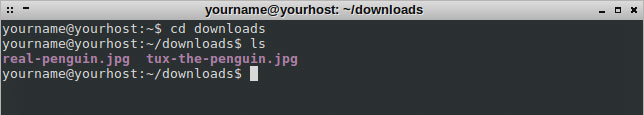 yourname@yourhost: ~/downloads
yourname@yourhost:~$ cd downloads
yourname@yourhost:~/downloads$ ls
real-penguin.jpg  tux-the-penguin.jpg
yourname@yourhost:~/downloads$